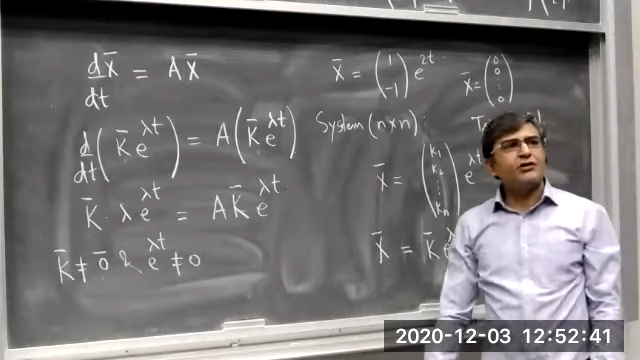 dX̄/dt = AX̄
d/dt(K̄e^λt) = A(K̄e^λt)
K̄·λe^λt = AK̄e^λt
K̄≠0̄ & e^λt≠0
X̄ = (1 -1) e^2t
X̄ = (0 0 ⋮ 0)
System (n×n):
X̄ = (K₁ K₂ ⋮ Kₙ) e^λt
X̄ = K̄e^λ
2020-12-03 12:52:41